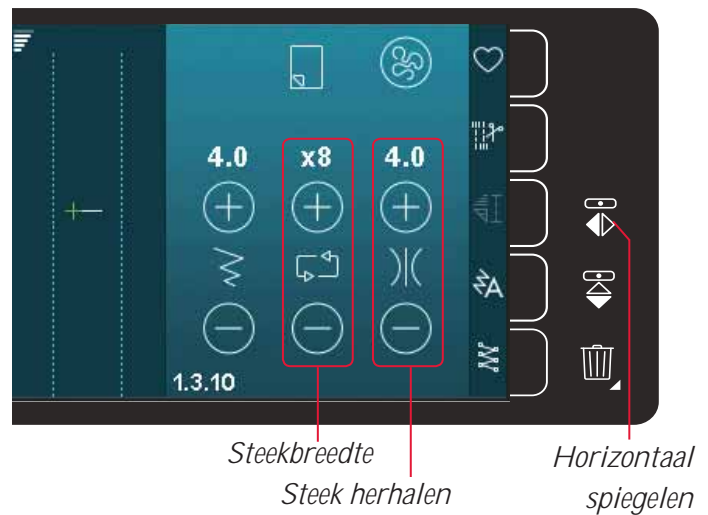 4.0 x8 4.0
1.3.10
A
Steekbreedte
Steek herhalen
Horizontaal
spiegelen